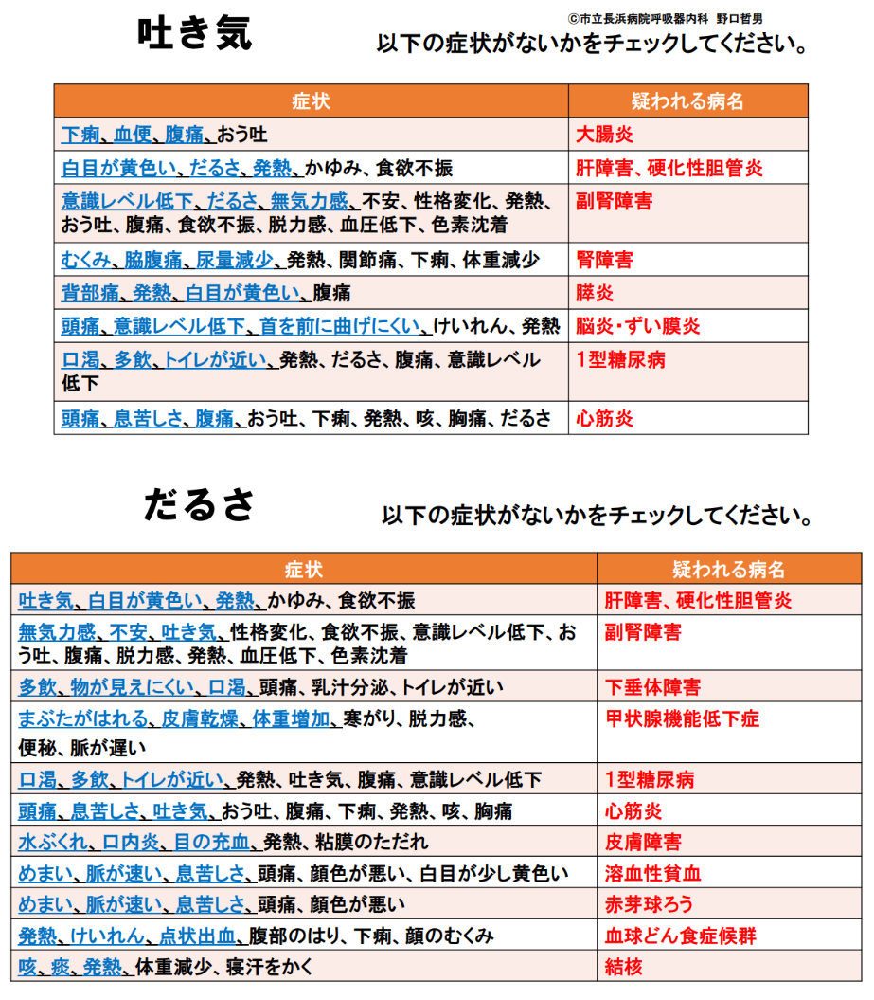 ©市立長浜病院呼吸器内科 野口哲男
吐き気
以下の症状がないかをチェックしてください。
症状 疑われる病名
下痢、血便、腹痛、おう吐 大腸炎
白目が黄色い、だるさ、発熱、かゆみ、食欲不振 肝障害、硬化性胆管炎
意識レベル低下、だるさ、無気力感、不安、性格変化、発熱、 副腎障害
おう吐、腹痛、食欲不振、脱力感、血圧低下、色素沈着
むくみ、脇腹痛、尿量減少、発熱、関節痛、下痢、体重減少 腎障害
背部痛、発熱、白目が黄色い、腹痛 膵炎
頭痛、意識レベル低下、首を前に曲げにくい、けいれん、発熱 脳炎・ずい膜炎
口渇、多飲、トイレが近い、発熱、だるさ、腹痛、意識レベル 1型糖尿病
低下
頭痛、息苦しさ、腹痛、おう吐、下痢、発熱、咳、胸痛、だるさ 心筋炎
だるさ
以下の症状がないかをチェックしてください。
症状 疑われる病名
吐き気、白目が黄色い、発熱、かゆみ、食欲不振 肝障害、硬化性胆管炎
無気力感、不安、吐き気、性格変化、食欲不振、意識レベル低下、お 副腎障害
う吐、腹痛、脱力感、発熱、血圧低下、色素沈着
多飲、物が見えにくい、口渇、頭痛、乳汁分泌、トイレが近い 下垂体障害
まぶたがはれる、皮膚乾燥、体重増加、寒がり、脱力感、 甲状腺機能低下症
便秘、脈が遅い
口渇、多飲、トイレが近い、発熱、吐き気、腹痛、意識レベル低下 1型糖尿病
頭痛、息苦しさ、吐き気、おう吐、腹痛、下痢、発熱、咳、胸痛 心筋炎
水ぶくれ、口内炎、目の充血、発熱、粘膜のただれ 皮膚障害
めまい、脈が速い、息苦しさ、頭痛、顔色が悪い、白目が少し黄色い 溶血性貧血
めまい、脈が速い、息苦しさ、頭痛、顔色が悪い 赤芽球ろう
発熱、けいれん、点状出血、腹部のはり、下痢、顔のむくみ 血球どん食症候群
咳、痰、発熱、体重減少、寝汗をかく 結核